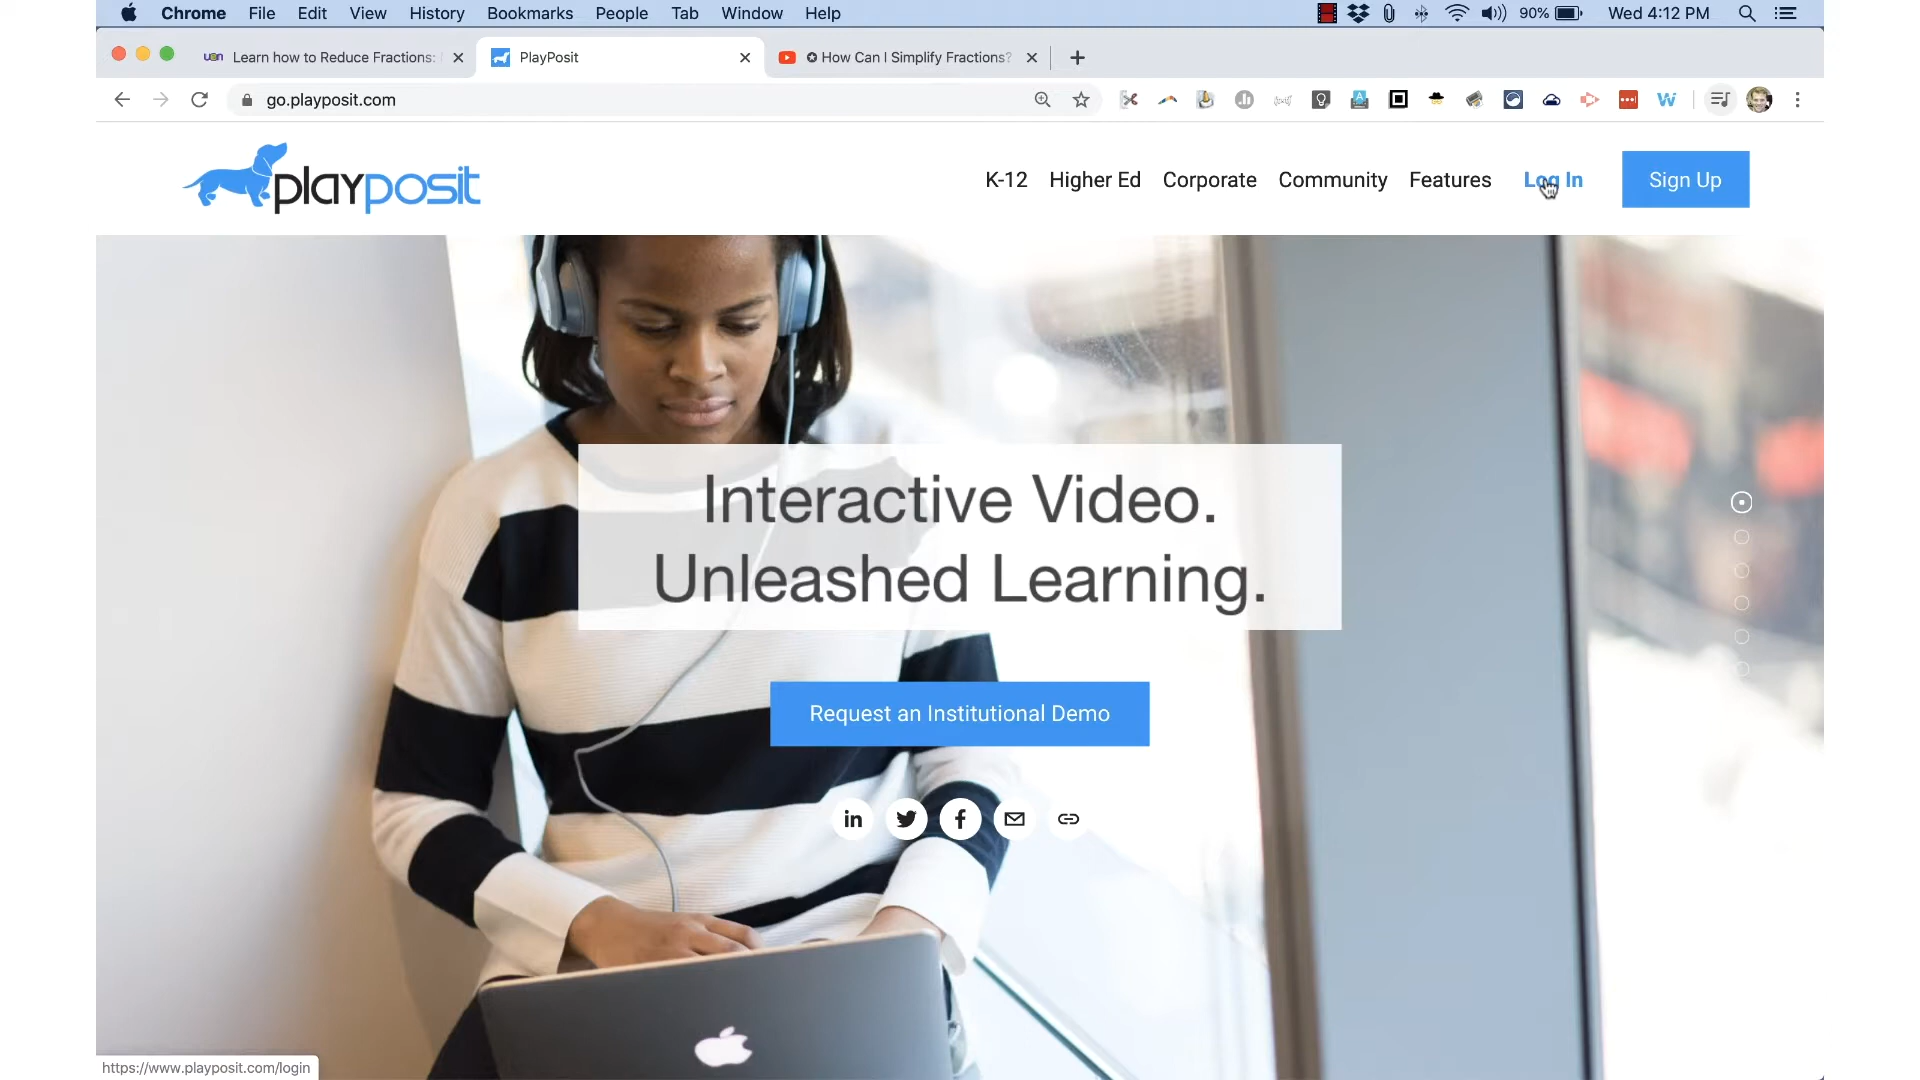 Chrome File Edit View History Bookmarks People Tab Window Help 90% Wed 4:12 PM
Learn how to Reduce Fractions:
PlayPosit
How Can I Simplify Fractions?
go.playposit.com
playposit
K-12 Higher Ed Corporate Community Features Log In Sign Up
Interactive Video.
Unleashed Learning.
Request an Institutional Demo
https://www.playposit.com/login